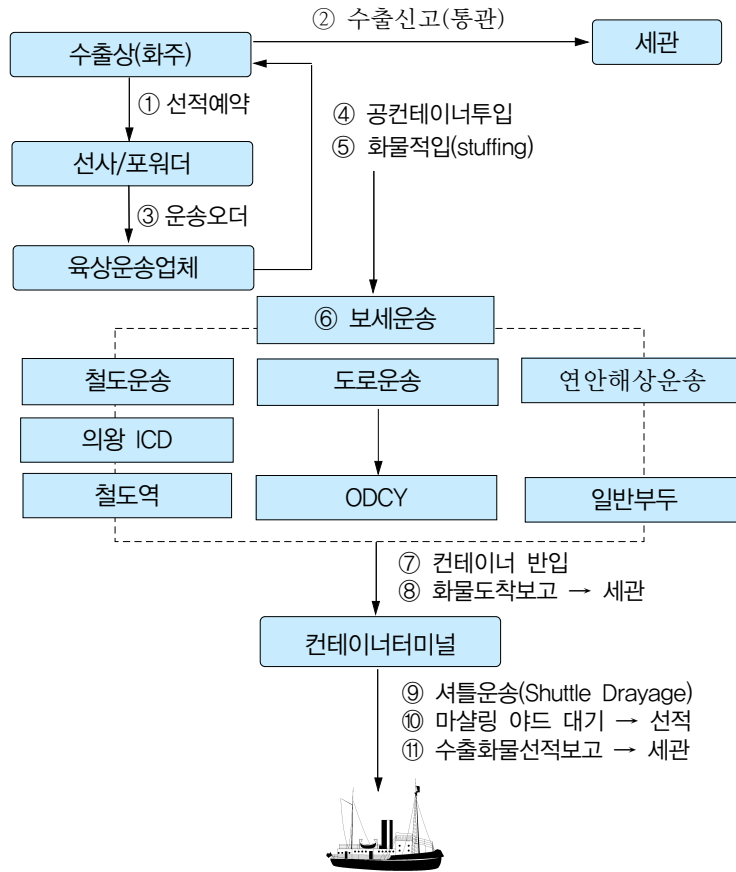 ② 수출신고(통관)
수출상(화주)
세관
① 선적예약
④ 공컨테이너투입
⑤ 화물적입(stuffing)
선사/포워더
③ 운송오더
육상운송업체
⑥ 보세운송
철도운송
도로운송
연안해상운송
의왕 ICD
철도역
ODCY
일반부두
⑦ 컨테이너 반입
⑧ 화물도착보고 → 세관
컨테이너터미널
⑨ 셔틀운송(Shuttle Drayage)
⑩ 마샬링 야드 대기 → 선적
⑪ 수출화물선적보고 → 세관